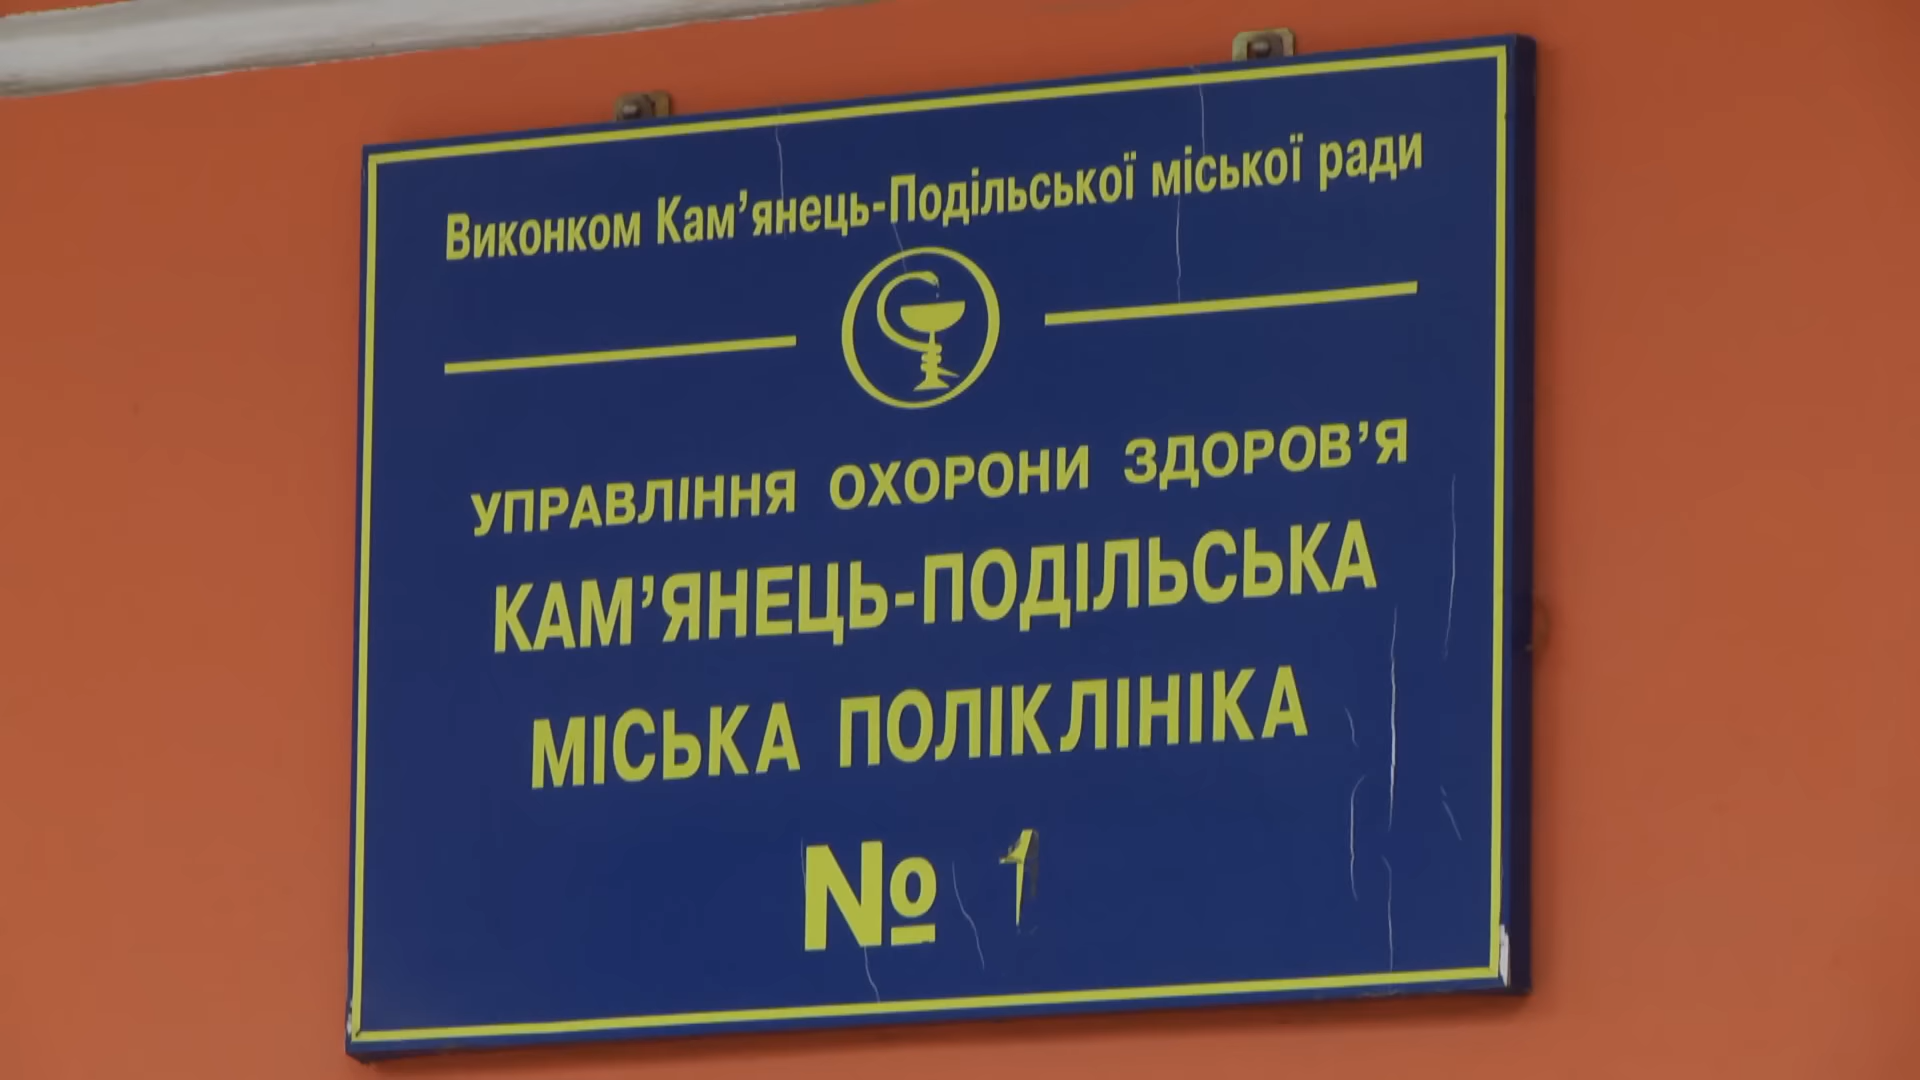 Виконком Кам'янець-Подільської міської ради
УПРАВЛІННЯ ОХОРОНИ ЗДОРОВ'Я
КАМ'ЯНЕЦЬ-ПОДІЛЬСЬКА
МІСЬКА ПОЛІКЛІНІКА
№ 1